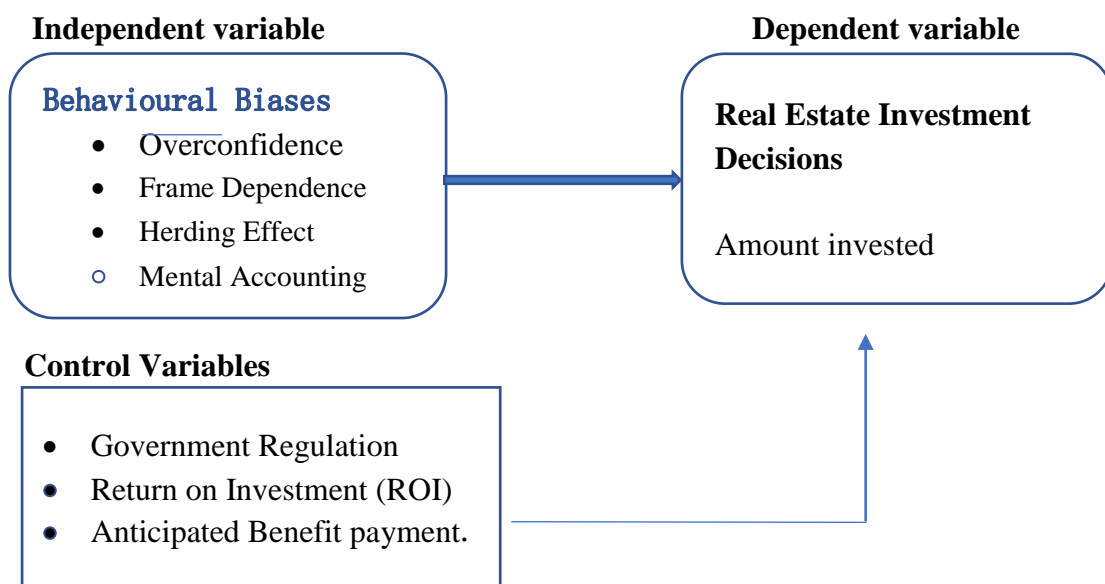 Independent variable
Behavioural Biases
• Overconfidence
• Frame Dependence
• Herding Effect
○ Mental Accounting
Dependent variable
Real Estate Investment
Decisions
Amount invested
Control Variables
• Government Regulation
• Return on Investment (ROI)
• Anticipated Benefit payment.